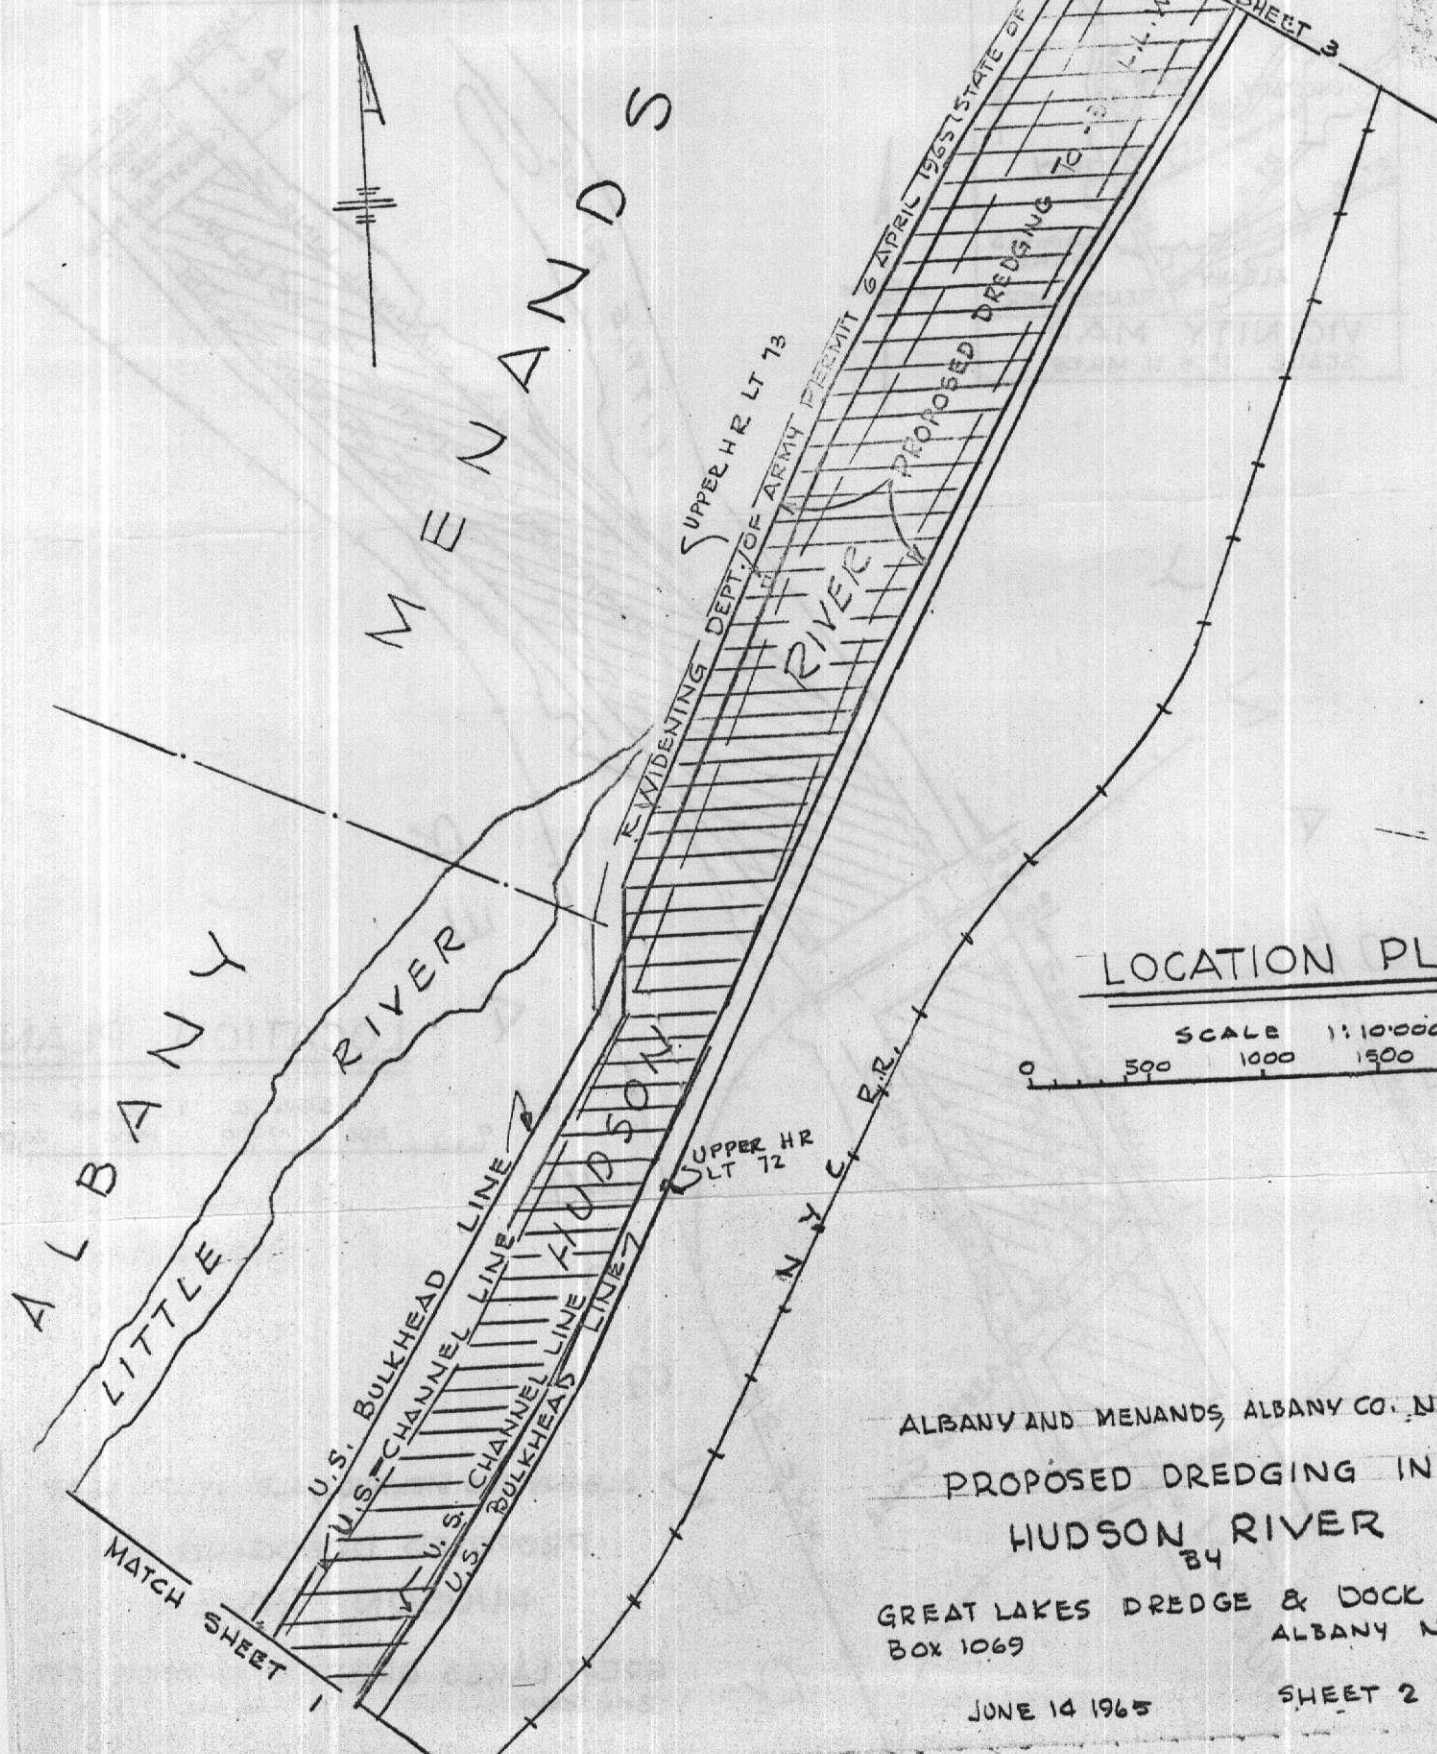 SHEET 3
MENANDS
UPPER HR LT 73
R WIDENING DEPT. OF ARMY PERMIT 6 APRIL 1965 (STATE OF
PROPOSED DREDGING TO
RIVER
HUDSON
ALBANY
LITTLE RIVER
U.S. BULKHEAD LINE
U.S. CHANNEL LINE
U.S. CHANNEL LINE
U.S. BULKHEAD LINE
UPPER HR
LT 72
N.Y.C. R.R.
MATCH SHEET 1
LOCATION PL
SCALE 1:10000
0 500 1000 1500
ALBANY AND MENANDS, ALBANY CO. N
PROPOSED DREDGING IN
HUDSON RIVER
BY
GREAT LAKES DREDGE & DOCK
BOX 1069 ALBANY N
JUNE 14 1965 SHEET 2